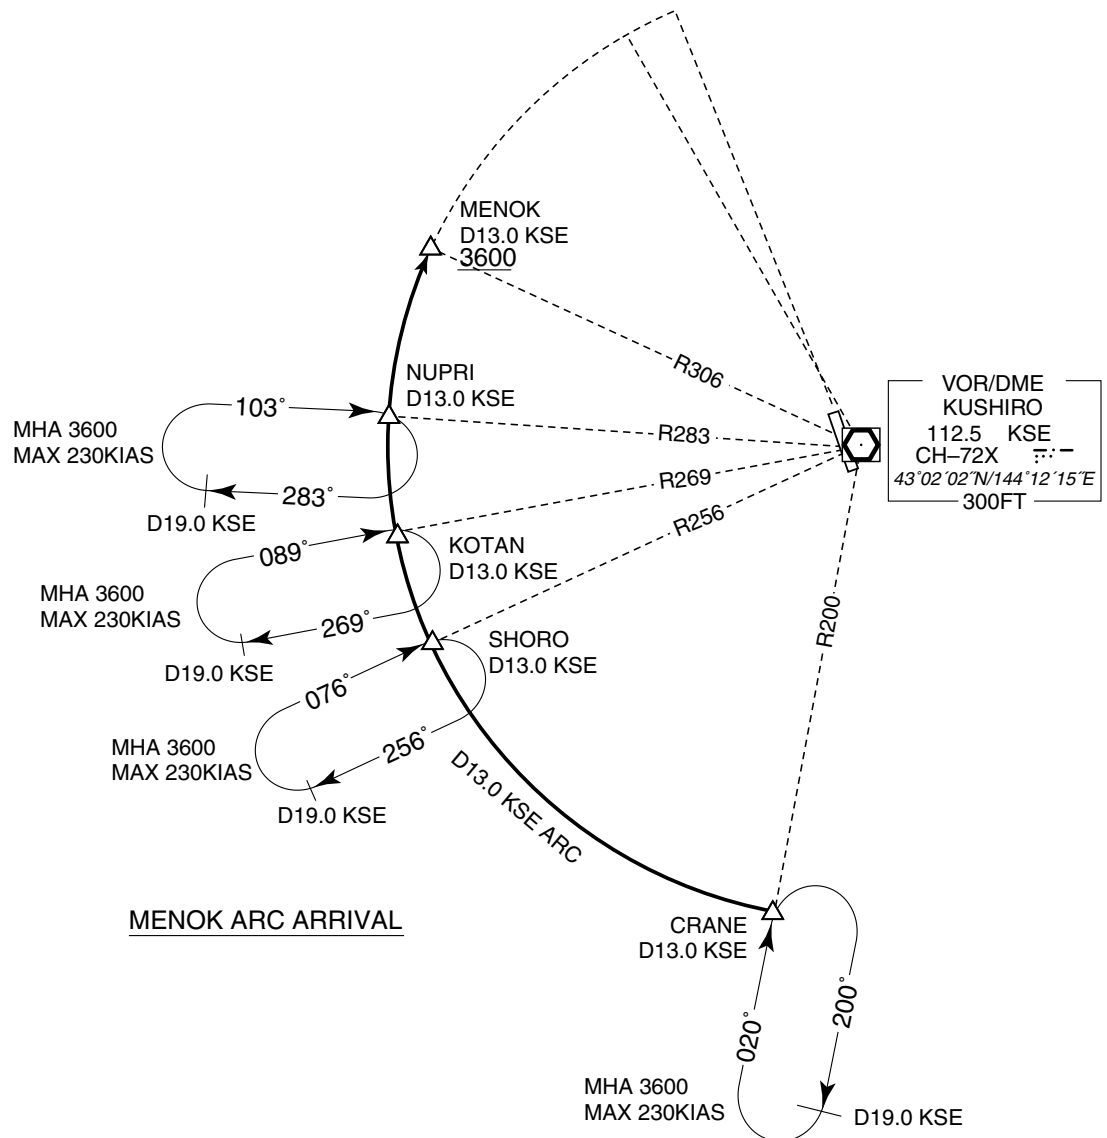 MENOK
D13.0 KSE
3600
R306
NUPRI
D13.0 KSE
103°
MHA 3600
MAX 230KIAS
283°
D19.0 KSE
R283
VOR/DME
KUSHIRO
112.5 KSE
CH–72X
43°02´02˝N/144°12´15˝E
300FT
R269
R256
KOTAN
D13.0 KSE
089°
MHA 3600
MAX 230KIAS
269°
D19.0 KSE
SHORO
D13.0 KSE
076°
MHA 3600
MAX 230KIAS
256°
D19.0 KSE
R200
D13.0 KSE ARC
MENOK ARC ARRIVAL
CRANE
D13.0 KSE
020°
200°
MHA 3600
MAX 230KIAS
D19.0 KSE